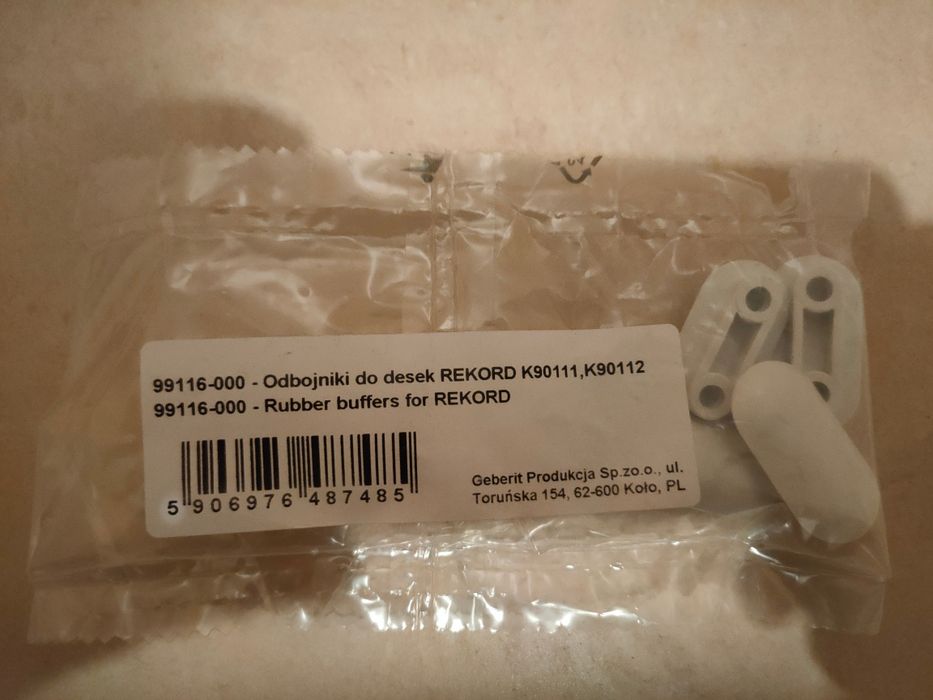 99116-000 - Odbojniki do desek REKORD K90111,K90112
99116-000 - Rubber buffers for REKORD
5 906976 487485
Geberit Produkcja Sp.zo.o., ul.
Toruńska 154, 62-600 Koło, PL